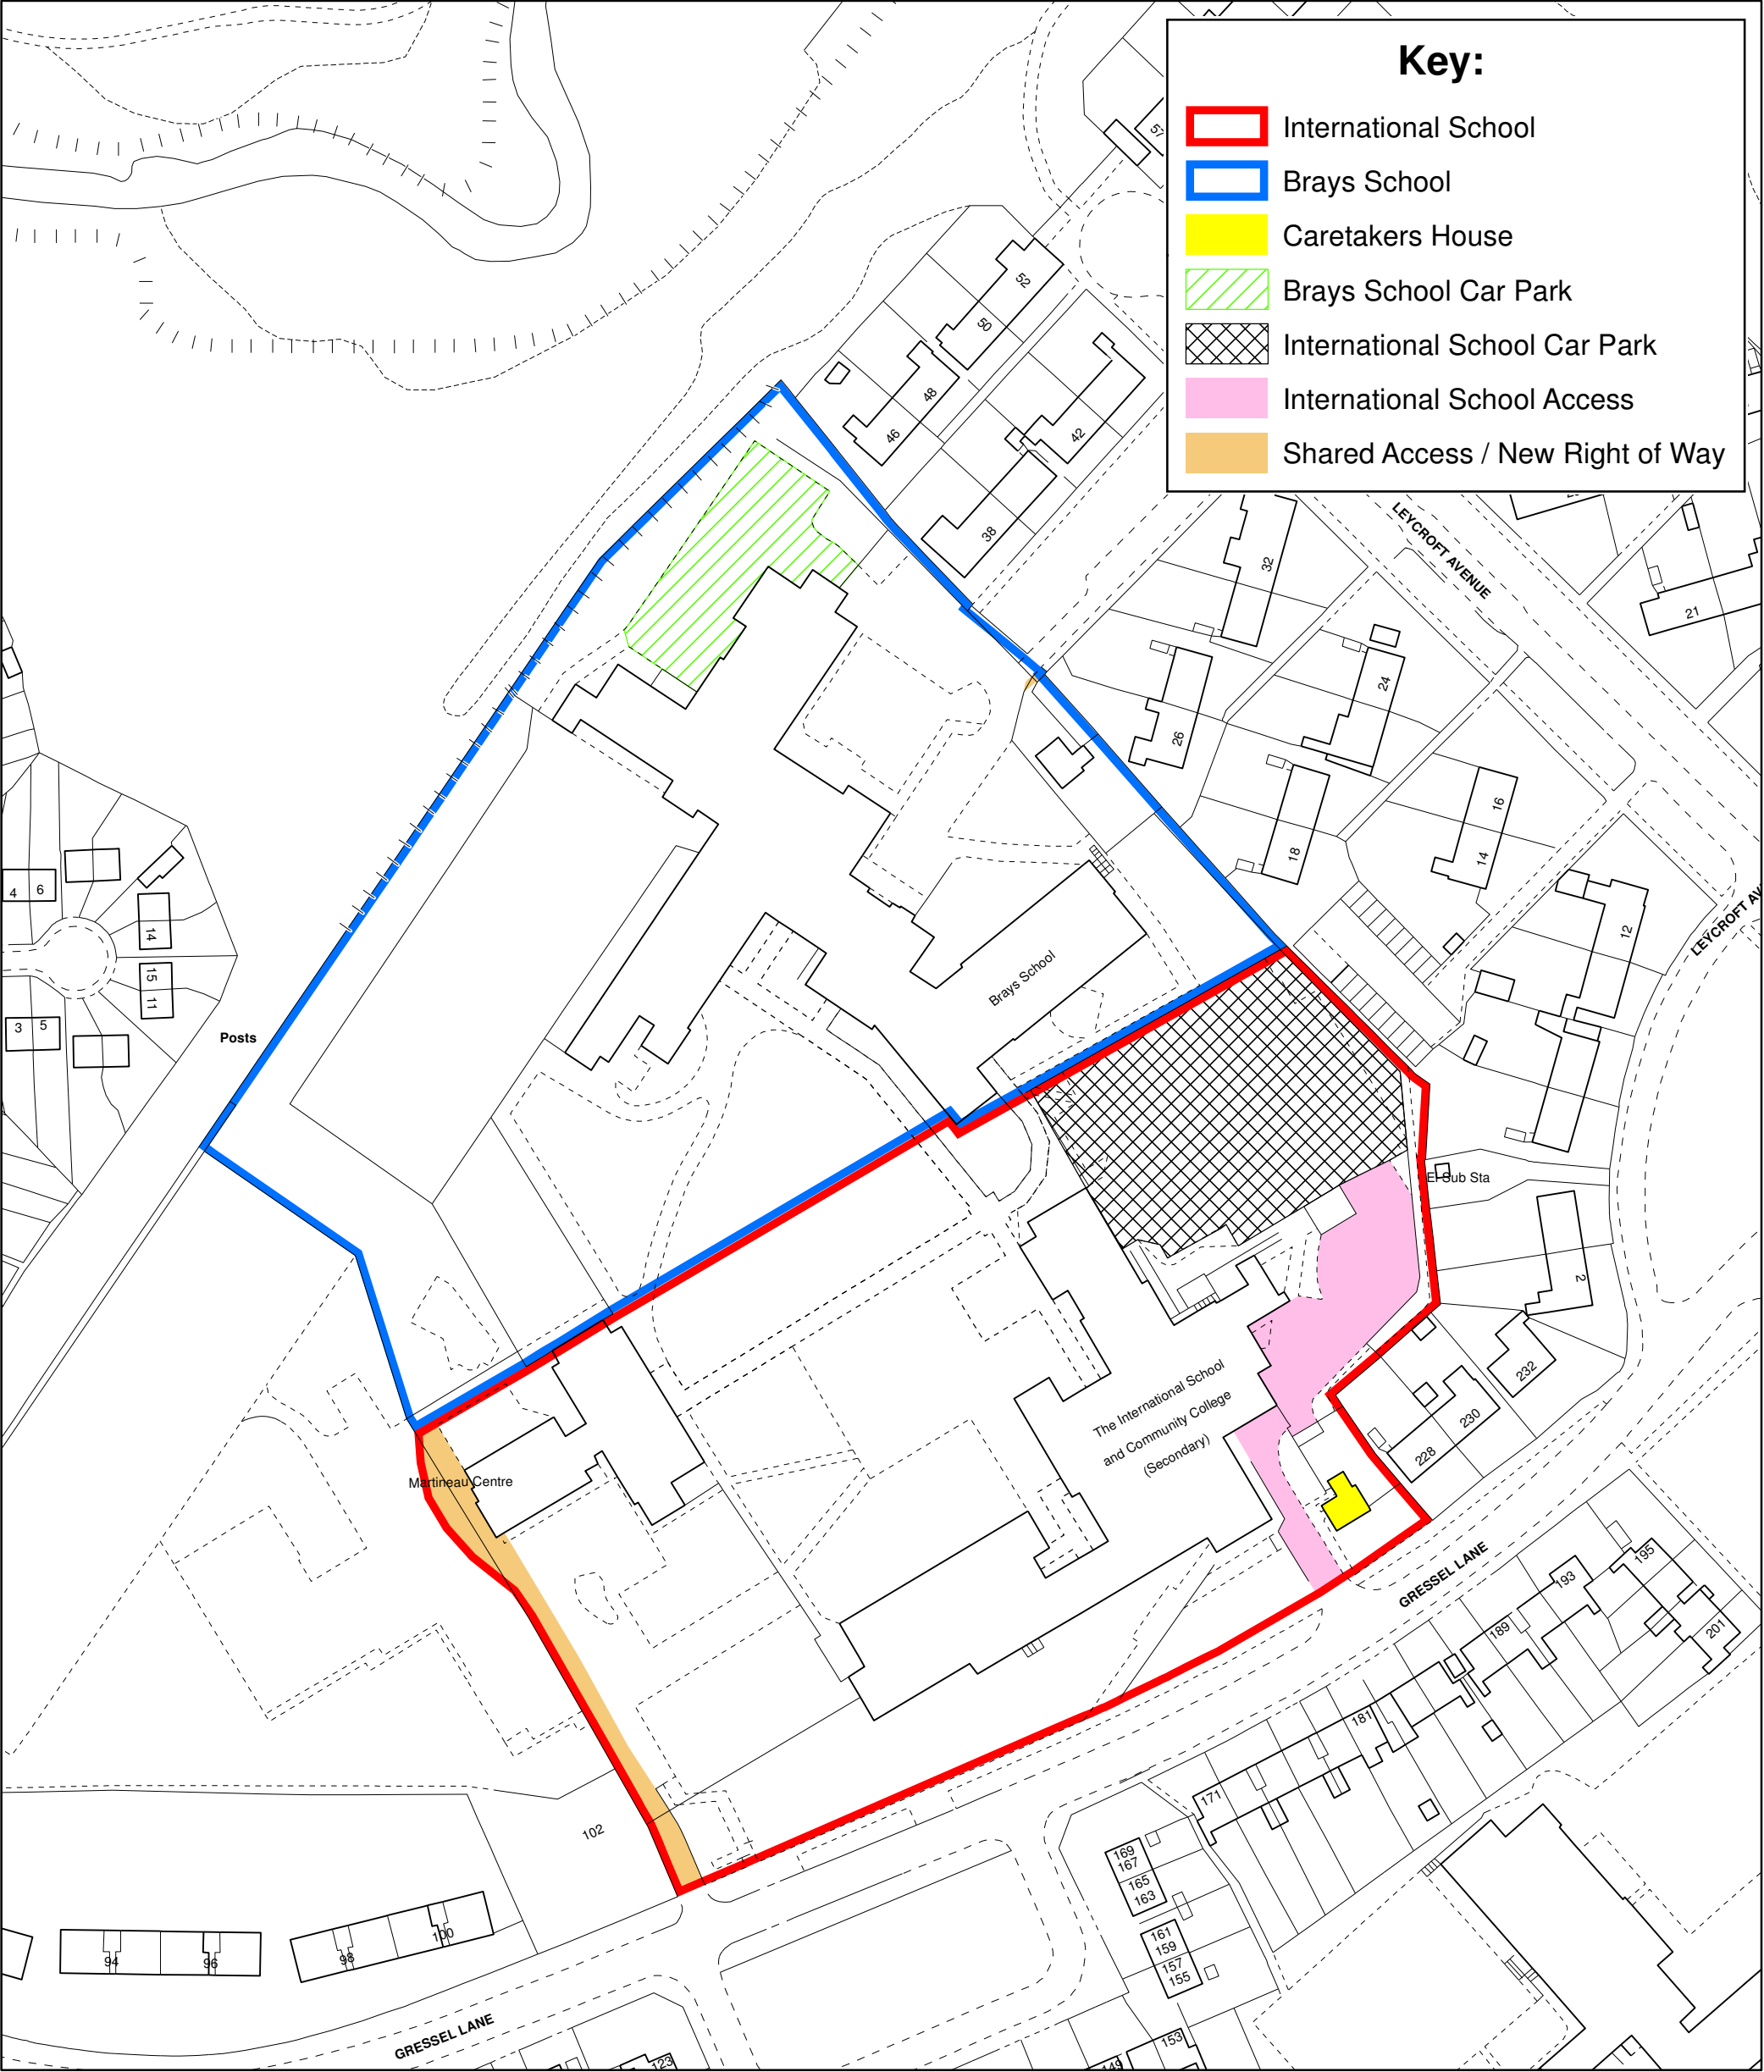 Key:
International School
Brays School
Caretakers House
Brays School Car Park
International School Car Park
International School Access
Shared Access / New Right of Way
57
52
50
48
46
42
38
32
LEYCROFT AVENUE
21
24
26
16
14
18
12
LEYCROFT AV
4
6
14
15
11
3
5
Posts
Brays School
El Sub Sta
2
The International School
and Community College
(Secondary)
232
230
228
Martineau Centre
GRESSEL LANE
195
193
189
201
181
171
102
169
167
165
163
161
159
157
155
153
149
94
96
98
100
GRESSEL LANE
123